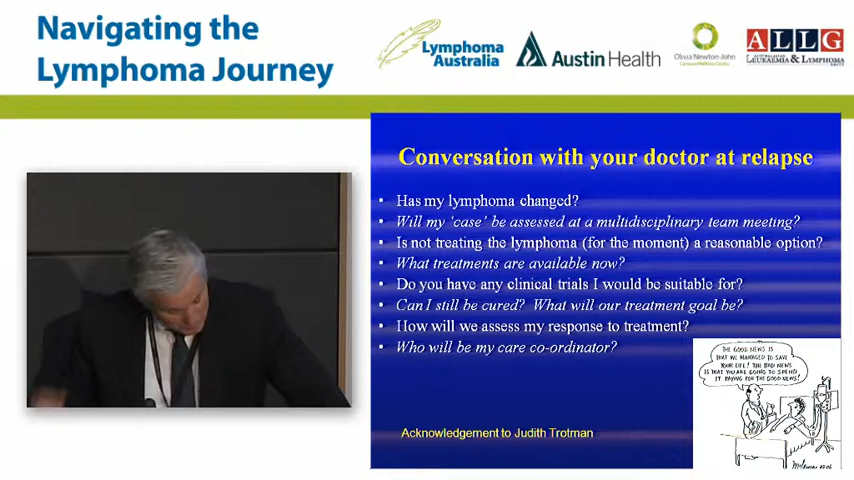 Navigating the
Lymphoma Journey
Lymphoma
Australia
Austin Health
Olivia Newton-John
ALLG
LEUKAEMIA & LYMPHOMA
Conversation with your doctor at relapse
• Has my lymphoma changed?
• Will my ‘case’ be assessed at a multidisciplinary team meeting?
• Is not treating the lymphoma (for the moment) a reasonable option?
• What treatments are available now?
• Do you have any clinical trials I would be suitable for?
• Can I still be cured? What will our treatment goal be?
• How will we assess my response to treatment?
• Who will be my care co-ordinator?
THE GOOD NEWS IS
THAT WE MANAGED TO SAVE
YOUR LIFE! THE BAD NEWS
IS THAT YOU ARE GOING TO SPEND
IT PAYING FOR THE GOOD NEWS!
Acknowledgement to Judith Trotman